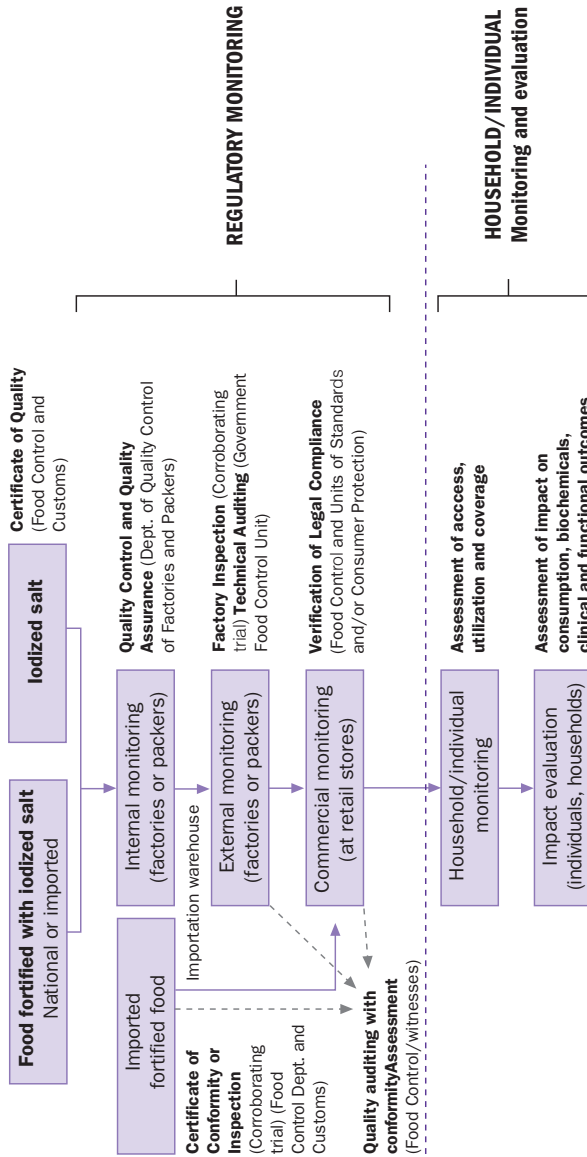 Food fortified with iodized salt
National or imported
Iodized salt
Certificate of Quality
(Food Control and
Customs)
Imported
fortified food
Importation warehouse
Internal monitoring
(factories or packers)
Quality Control and Quality
Assurance (Dept. of Quality Control
of Factories and Packers)
Certificate of
Conformity or
Inspection
(Corroborating
trial) (Food
Control Dept. and
Customs)
External monitoring
(factories or packers)
Factory Inspection (Corroborating
trial) Technical Auditing (Government
Food Control Unit)
REGULATORY MONITORING
Quality auditing with
conformityAssessment
(Food Control/witnesses)
Commercial monitoring
(at retail stores)
Verification of Legal Compliance
(Food Control and Units of Standards
and/or Consumer Protection)
Household/individual
monitoring
Assessment of acccess,
utilization and coverage
HOUSEHOLD/INDIVIDUAL
Monitoring and evaluation
Impact evaluation
(individuals, households)
Assessment of impact on
consumption, biochemicals,
clinical and functional outcomes